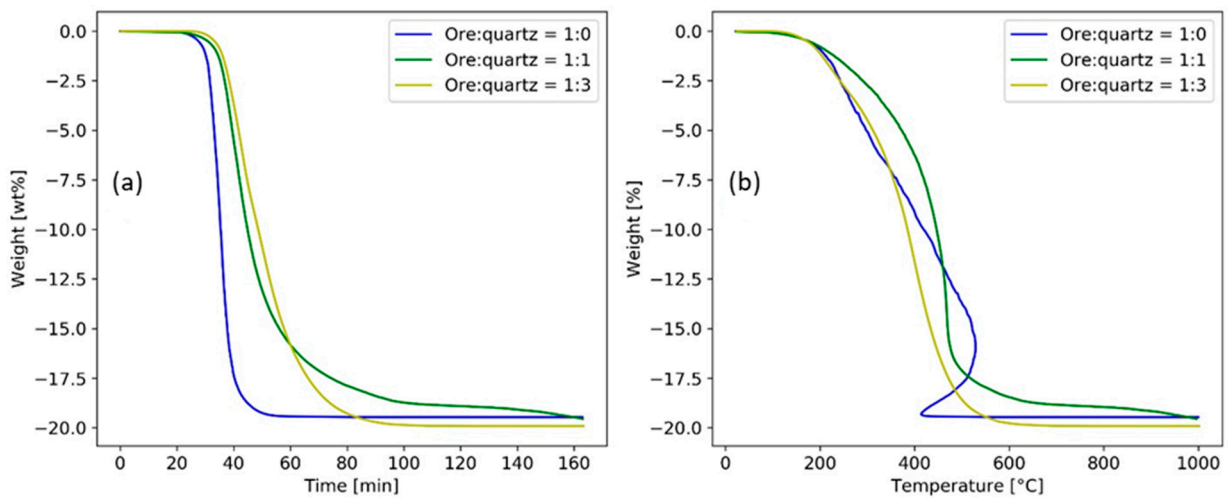 Ore:quartz = 1:0
Ore:quartz = 1:1
Ore:quartz = 1:3
(a)
Weight [wt%]
0.0
−2.5
−5.0
−7.5
−10.0
−12.5
−15.0
−17.5
−20.0
0 20 40 60 80 100 120 140 160
Time [min]
Ore:quartz = 1:0
Ore:quartz = 1:1
Ore:quartz = 1:3
(b)
Weight [%]
0.0
−2.5
−5.0
−7.5
−10.0
−12.5
−15.0
−17.5
−20.0
0 200 400 600 800 1000
Temperature [°C]